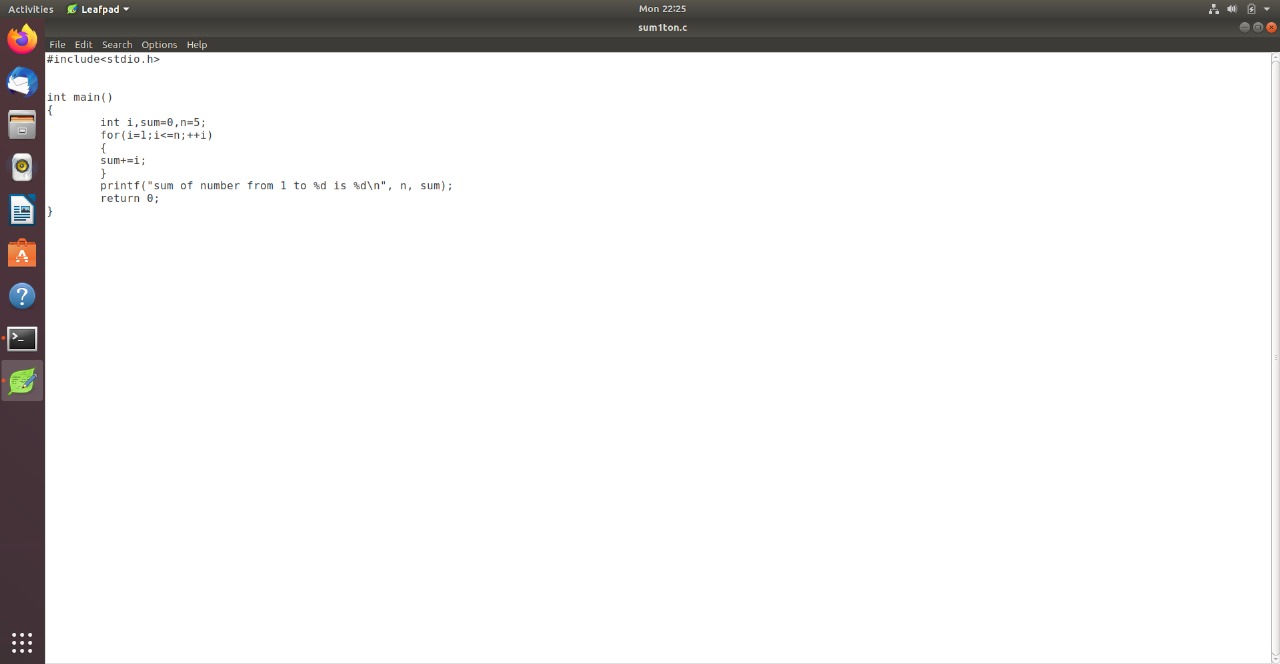 Activities Leafpad Mon 22:25
sum1ton.c
File Edit Search Options Help
#include<stdio.h>
int main()
{
int i,sum=0,n=5;
for(i=1;i<=n;++i)
{
sum+=i;
}
printf("sum of number from 1 to %d is %d\n", n, sum);
return 0;
}